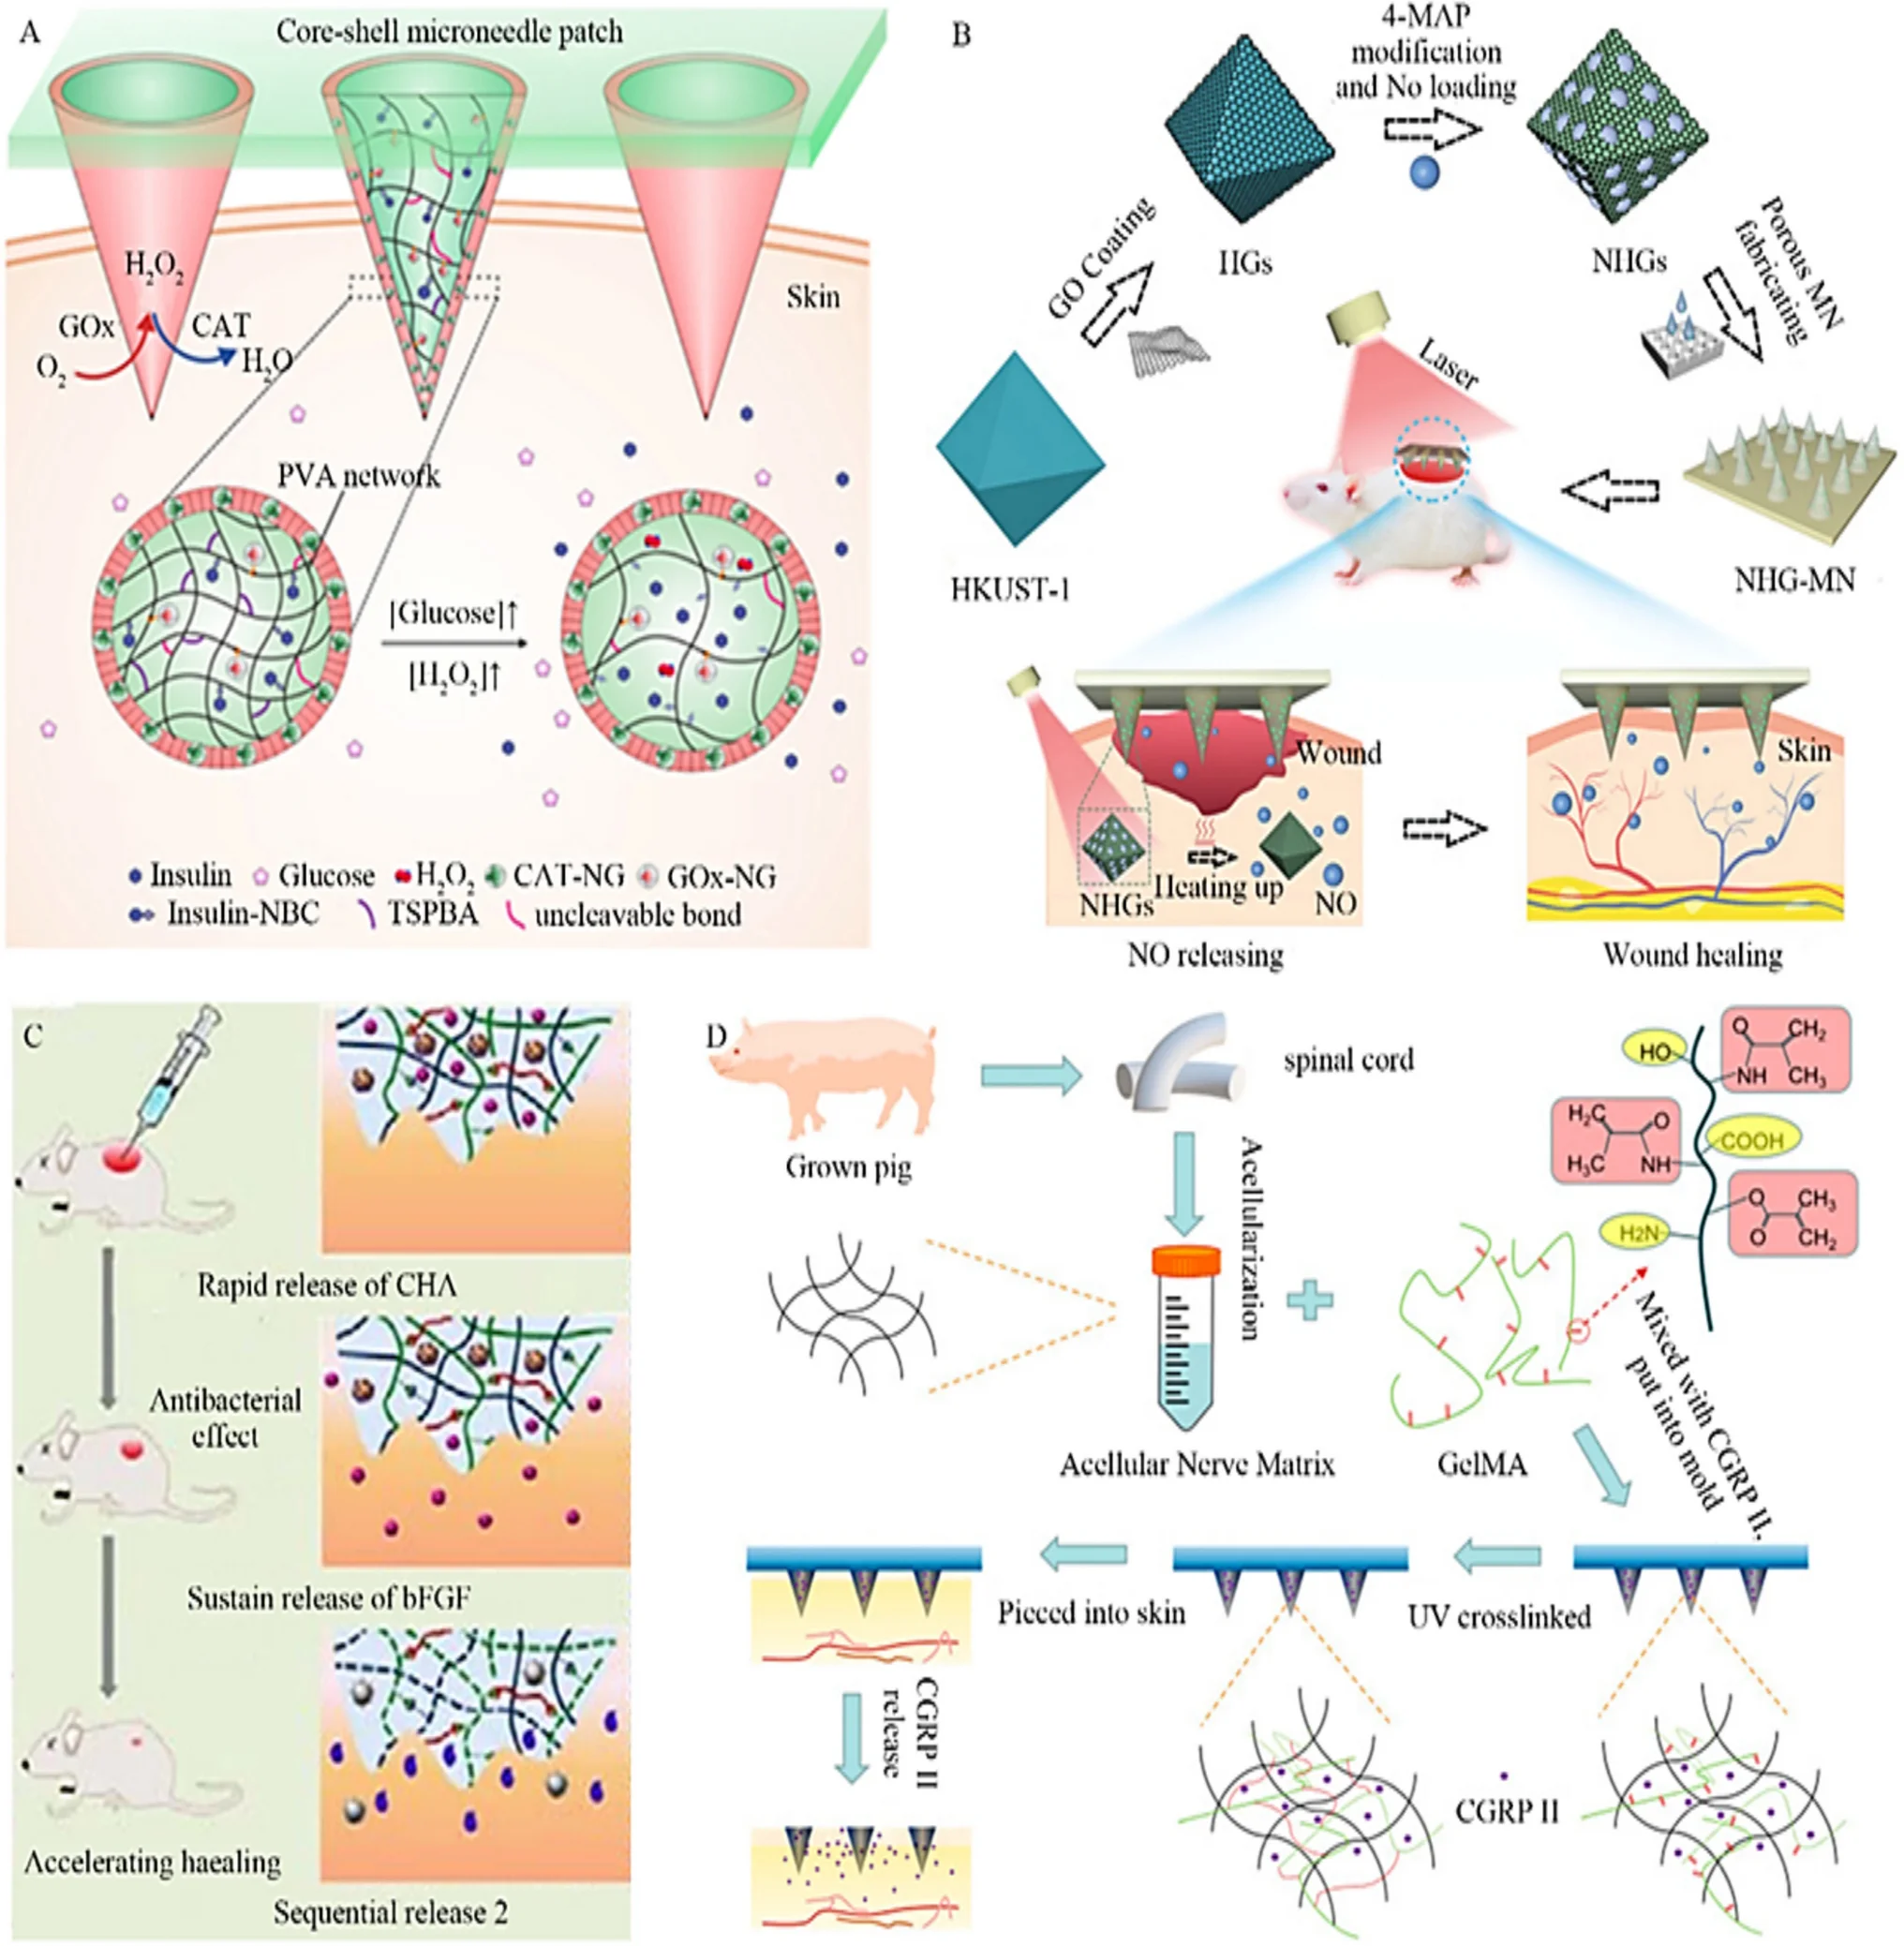 A
Core-shell microneedle patch
H₂O₂
GOx
CAT
O₂
H₂O
Skin
PVA network
[Glucose]↑
[H₂O₂]↑
Insulin
Glucose
H₂O₂
CAT-NG
GOx-NG
Insulin-NBC
TSPBA
uncleavable bond
B
4-MAP
modification
and No loading
HGs
NHGs
GO Coating
Porous MN
fabricating
Laser
HKUST-1
NHG-MN
Wound
Skin
NHGs
Heating up
NO
NO releasing
Wound healing
C
Rapid release of CHA
Antibacterial
effect
Sustain release of bFGF
Accelerating haealing
Sequential release 2
D
Grown pig
spinal cord
Acellularization
HO
O
CH₂
NH
CH₃
H₂C
O
H₃C
NH
COOH
H2N
O
CH₃
O
CH₂
Acellular Nerve Matrix
GelMA
Mixed with CGRP II,
put into mold
Pieced into skin
UV crosslinked
CGRP II
release
CGRP II